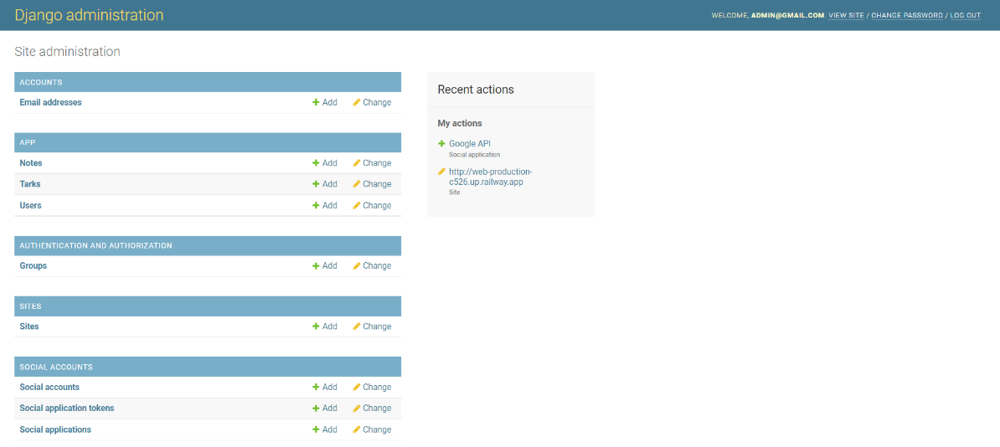 Django administration
WELCOME, ADMIN@GMAIL.COM. VIEW SITE / CHANGE PASSWORD / LOG OUT
Site administration
ACCOUNTS
Email addresses Add Change
APP
Notes Add Change
Tarks Add Change
Users Add Change
AUTHENTICATION AND AUTHORIZATION
Groups Add Change
SITES
Sites Add Change
SOCIAL ACCOUNTS
Social accounts Add Change
Social application tokens Add Change
Social applications Add Change
Recent actions
My actions
Google API
Social application
http://web-production-
c526.up.railway.app
Site